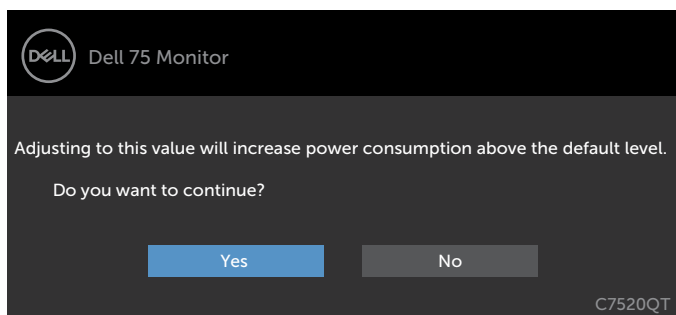 DELL
Dell 75 Monitor
Adjusting to this value will increase power consumption above the default level.
Do you want to continue?
Yes
No
C7520QT